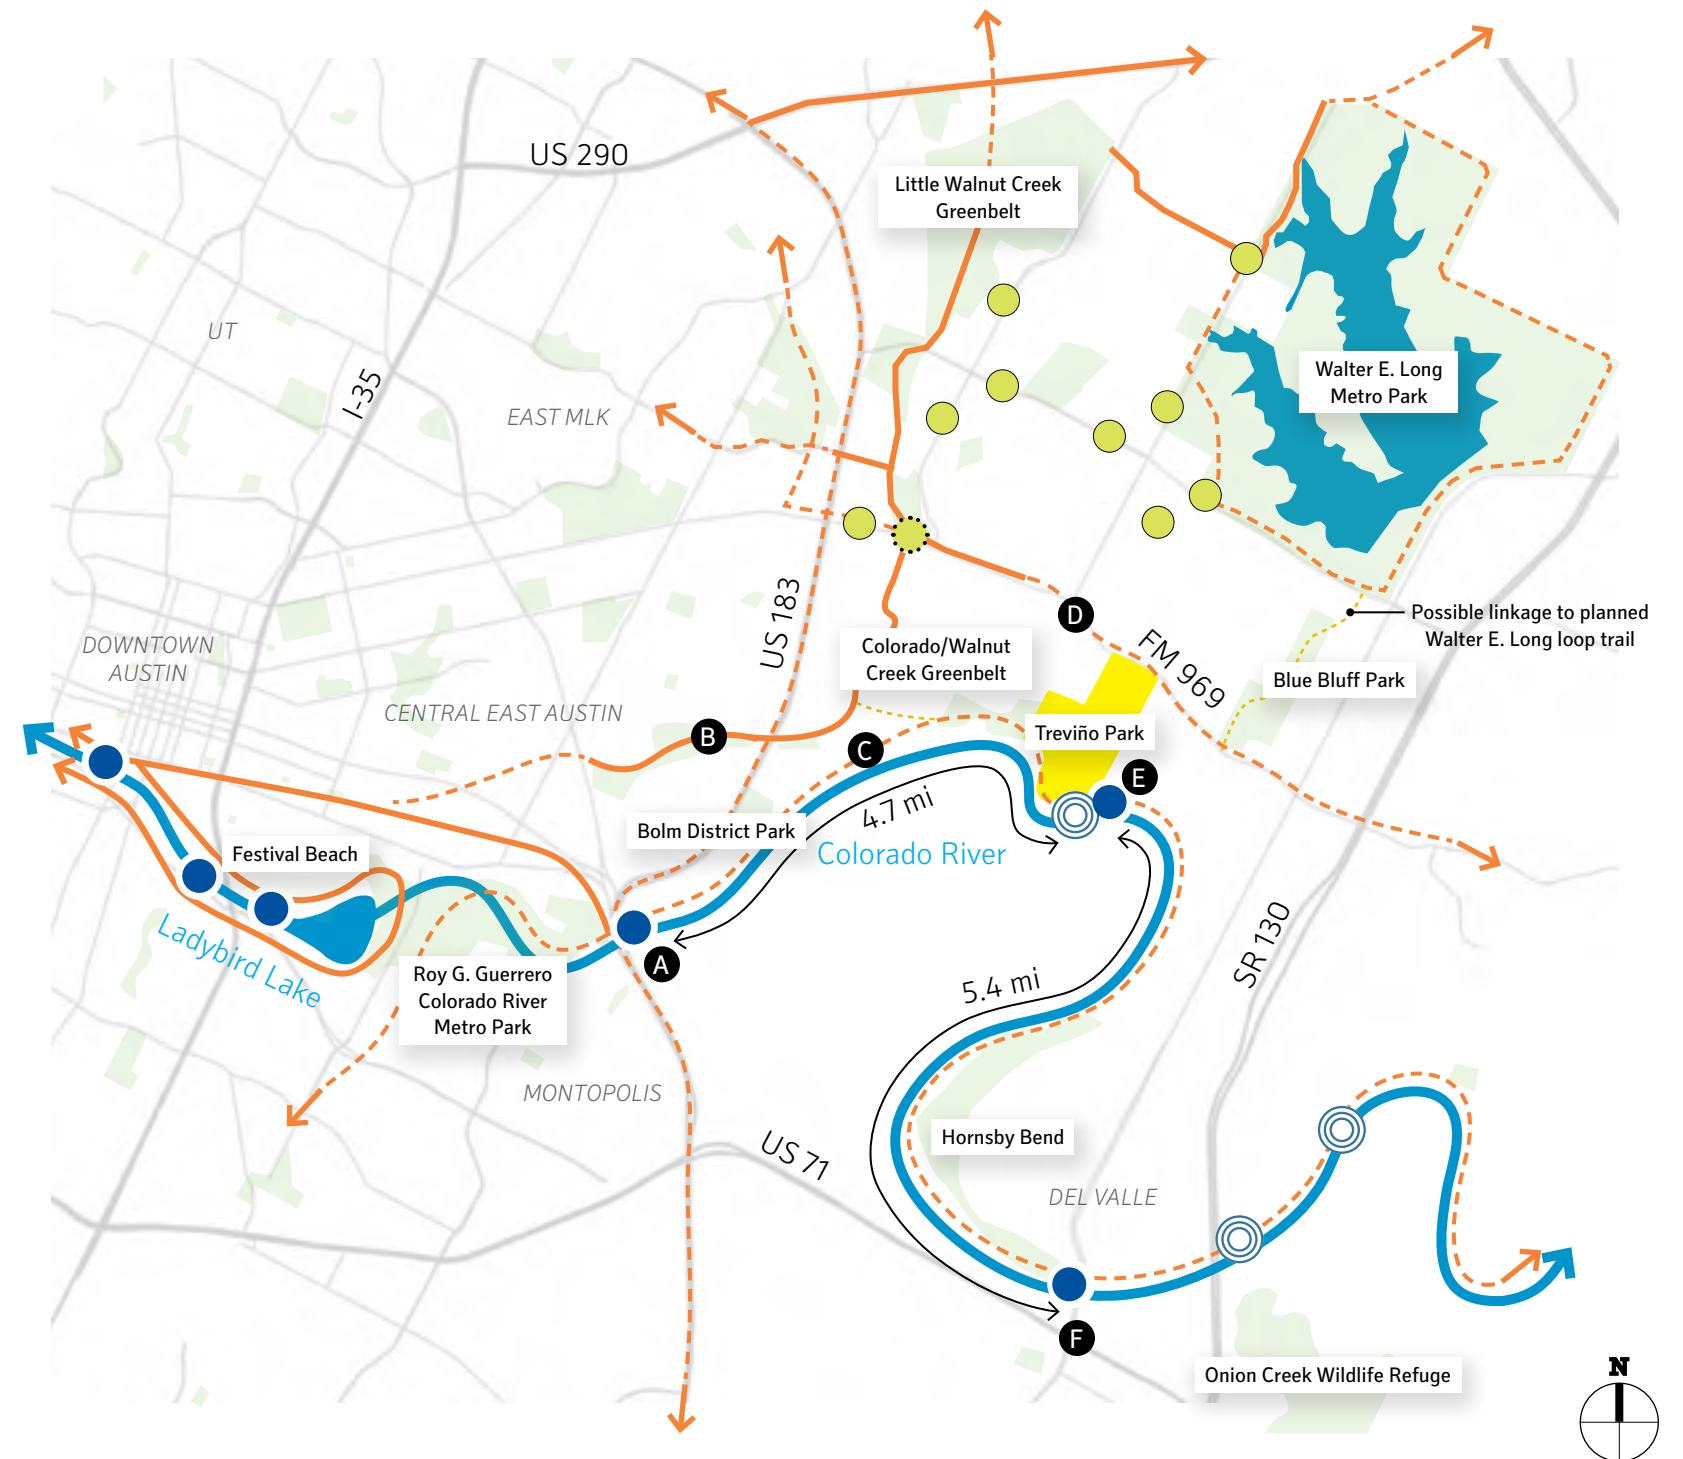 US 290
Little Walnut Creek
Greenbelt
UT
I-35
EAST MLK
Walter E. Long
Metro Park
US 183
D
Possible linkage to planned
Walter E. Long loop trail
DOWNTOWN
AUSTIN
Colorado/Walnut
Creek Greenbelt
FM 969
Blue Bluff Park
CENTRAL EAST AUSTIN
B
C
Treviño Park
E
4.7 mi
Bolm District Park
Colorado River
Festival Beach
Ladybird Lake
A
Roy G. Guerrero
Colorado River
Metro Park
5.4 mi
SR 130
MONTOPOLIS
US 71
Hornsby Bend
DEL VALLE
F
Onion Creek Wildlife Refuge
N